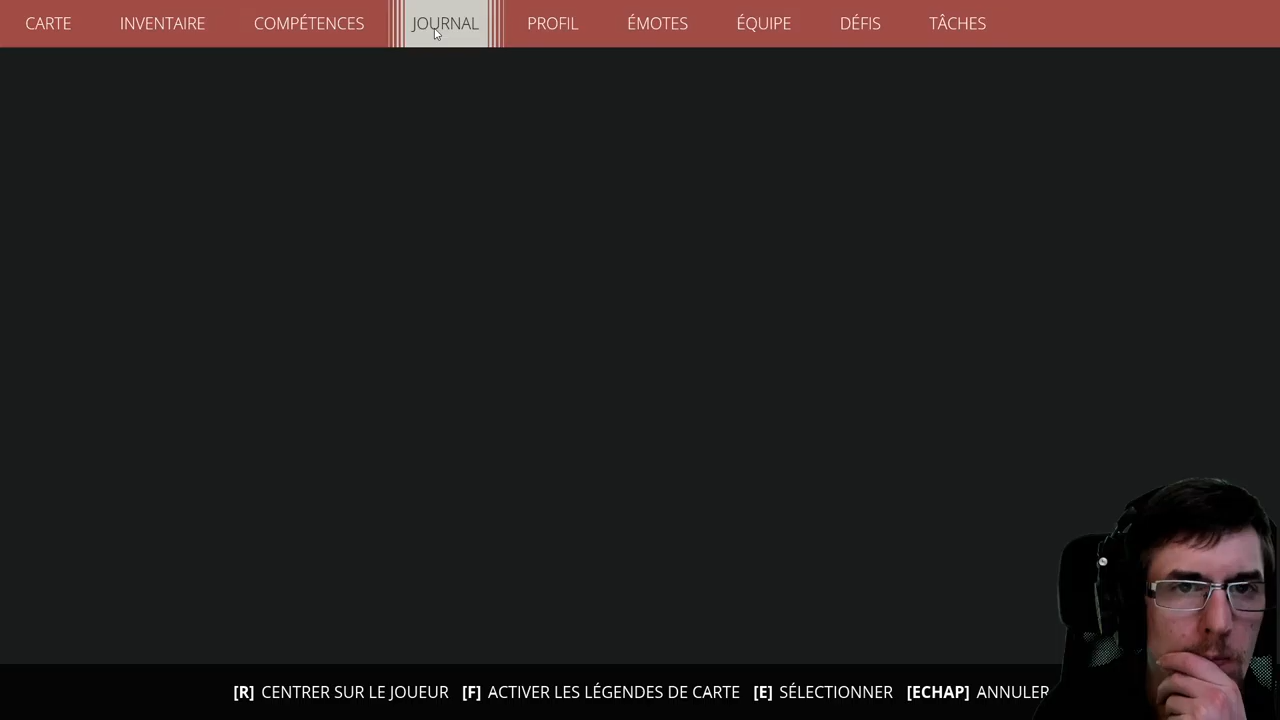 CARTE INVENTAIRE COMPÉTENCES JOURNAL PROFIL ÉMOTES ÉQUIPE DÉFIS TÂCHES
[R] CENTRER SUR LE JOUEUR [F] ACTIVER LES LÉGENDES DE CARTE [E] SÉLECTIONNER [ECHAP] ANNULER